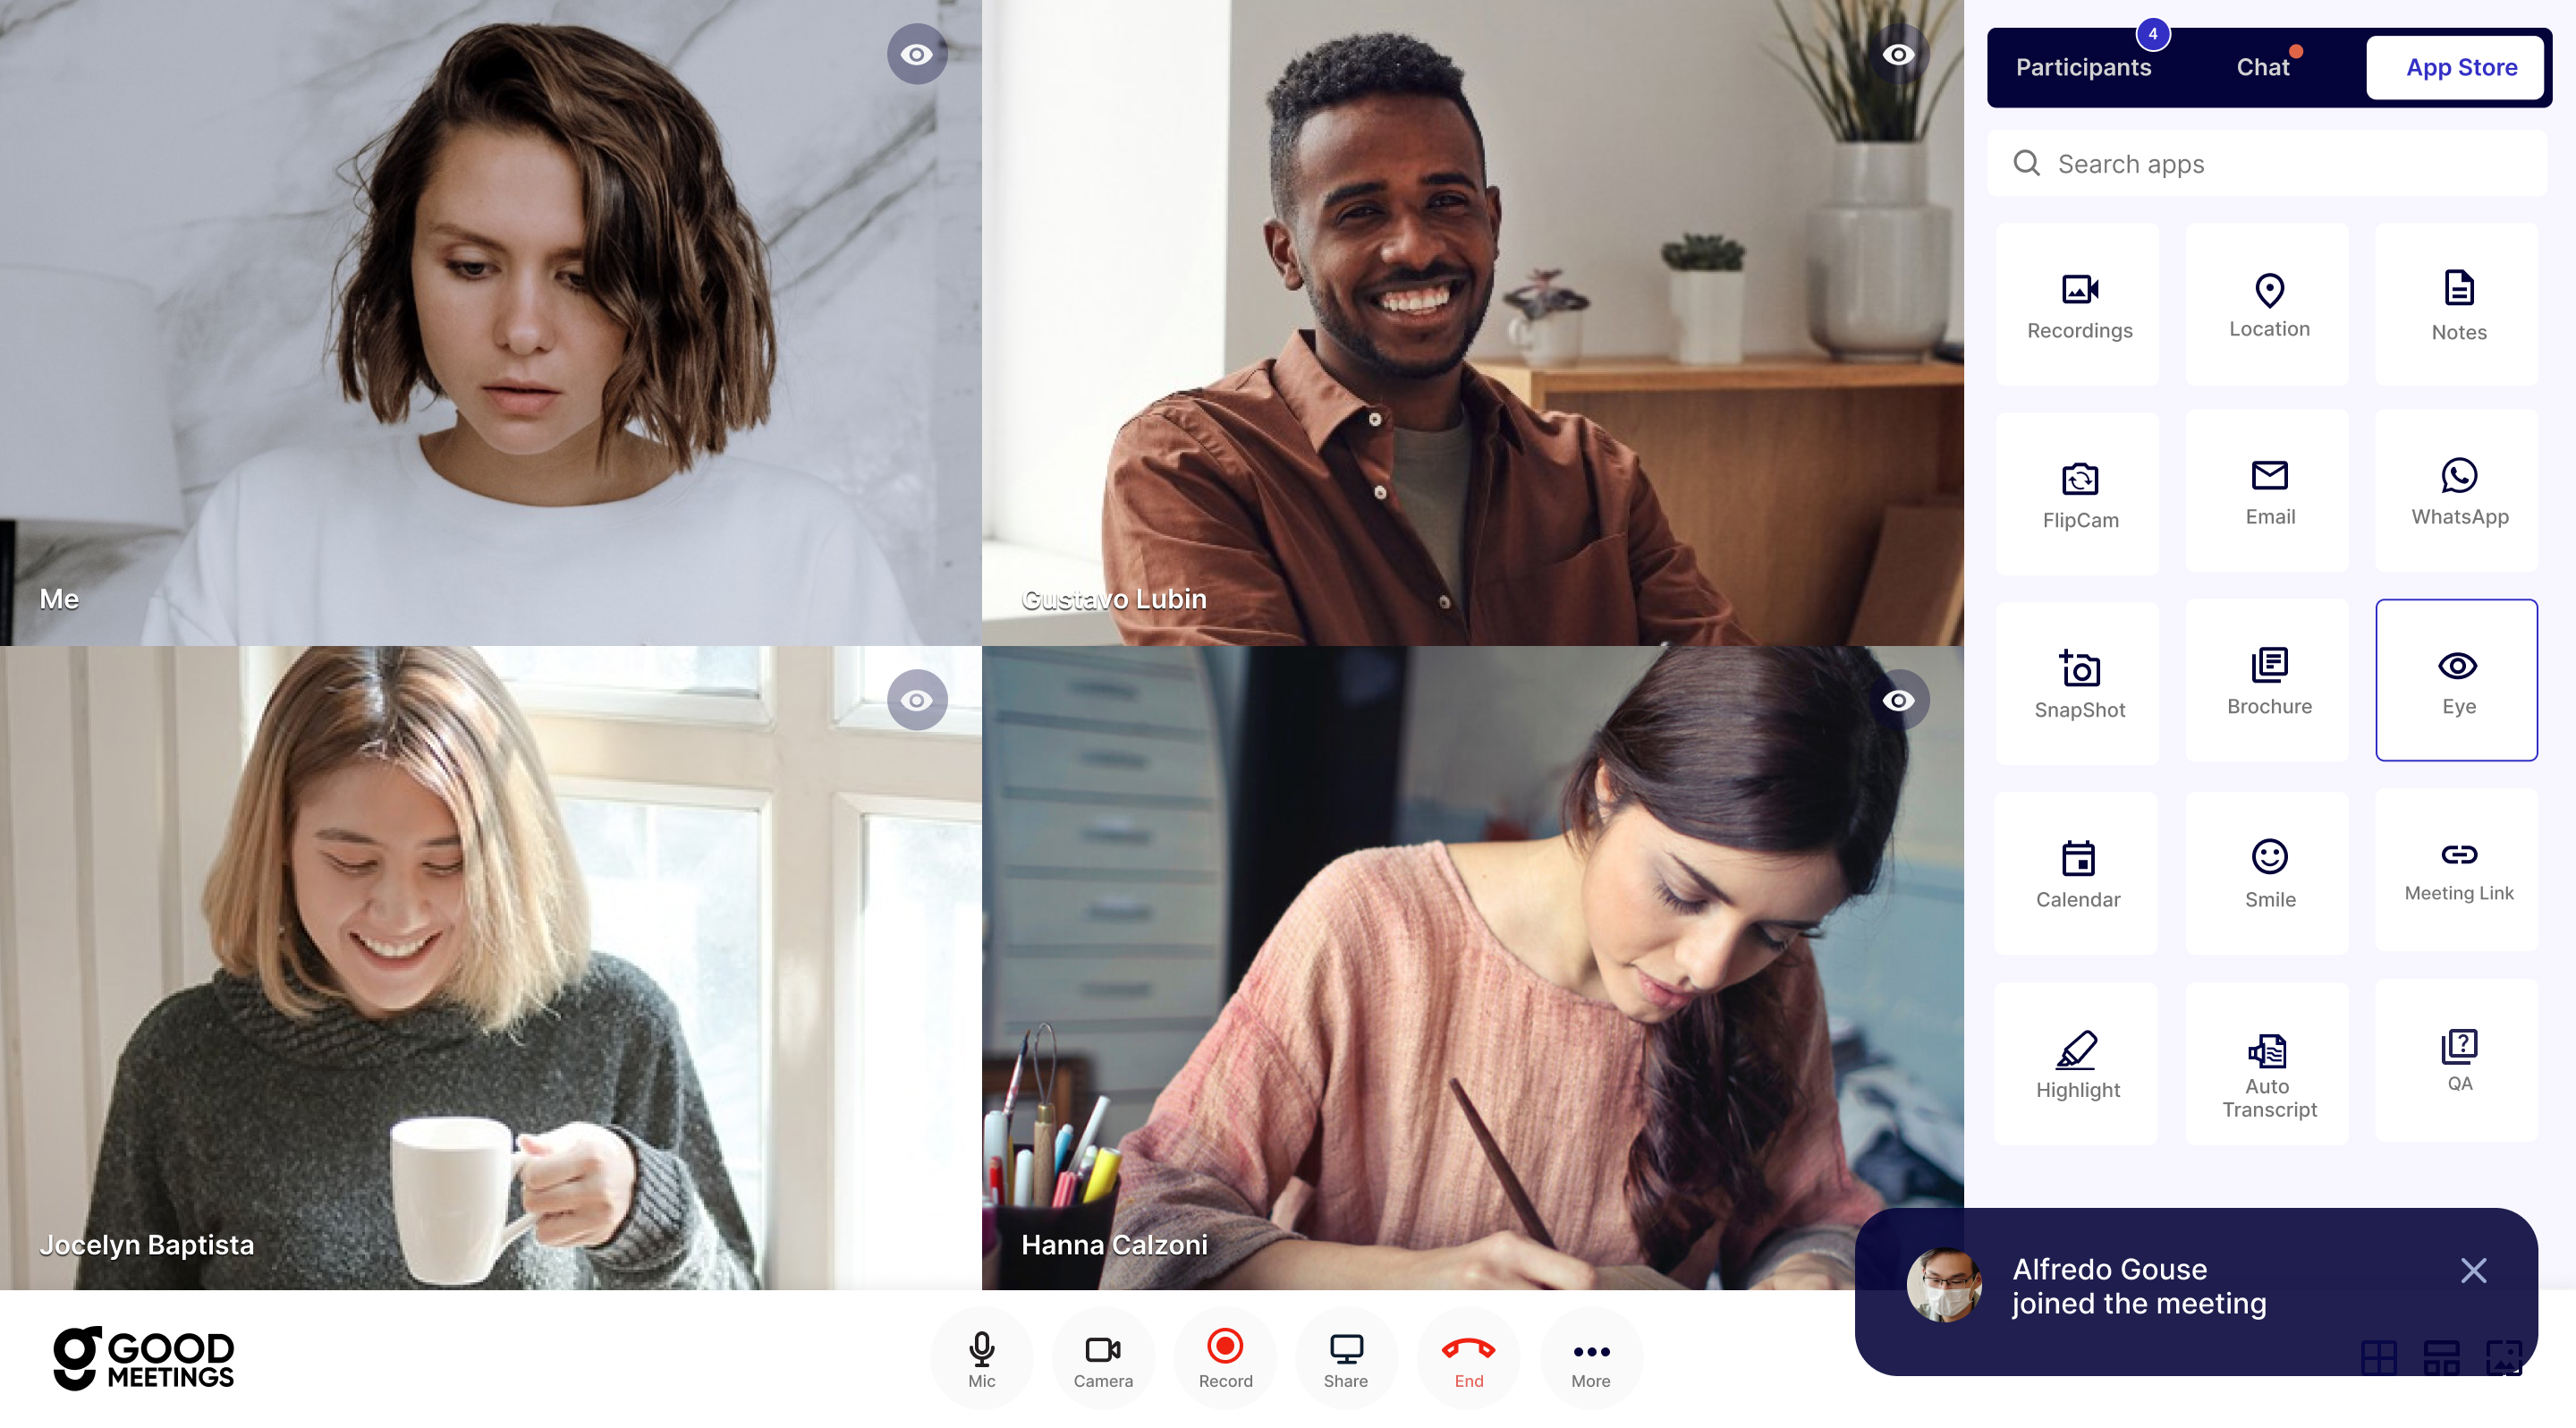 Participants
4
Chat
App Store
Search apps
Recordings
Location
Notes
FlipCam
Email
WhatsApp
SnapShot
Brochure
Eye
Calendar
Smile
Meeting Link
Highlight
Auto
Transcript
QA
Me
Gustavo Lubin
Jocelyn Baptista
Hanna Calzoni
Alfredo Gouse
joined the meeting
GOOD
MEETINGS
Mic
Camera
Record
Share
End
More